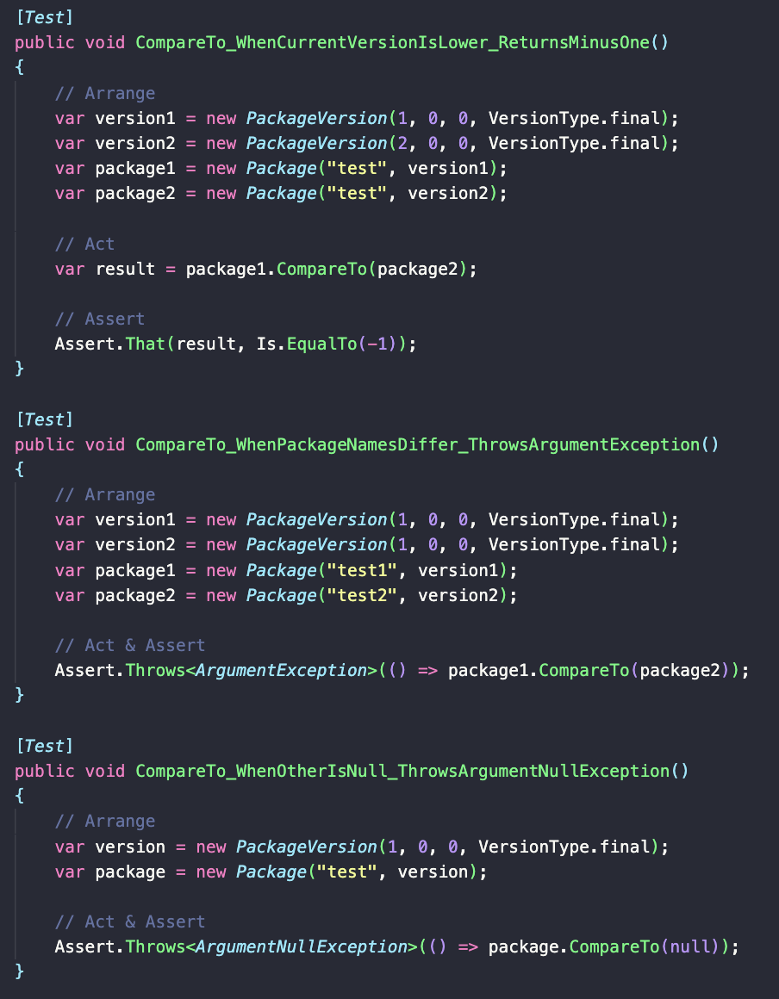 [Test]
public void CompareTo_WhenCurrentVersionIsLower_ReturnsMinusOne()
{
    // Arrange
    var version1 = new PackageVersion(1, 0, 0, VersionType.final);
    var version2 = new PackageVersion(2, 0, 0, VersionType.final);
    var package1 = new Package("test", version1);
    var package2 = new Package("test", version2);

    // Act
    var result = package1.CompareTo(package2);

    // Assert
    Assert.That(result, Is.EqualTo(-1));
}

[Test]
public void CompareTo_WhenPackageNamesDiffer_ThrowsArgumentException()
{
    // Arrange
    var version1 = new PackageVersion(1, 0, 0, VersionType.final);
    var version2 = new PackageVersion(1, 0, 0, VersionType.final);
    var package1 = new Package("test1", version1);
    var package2 = new Package("test2", version2);

    // Act & Assert
    Assert.Throws<ArgumentException>(() => package1.CompareTo(package2));
}

[Test]
public void CompareTo_WhenOtherIsNull_ThrowsArgumentNullException()
{
    // Arrange
    var version = new PackageVersion(1, 0, 0, VersionType.final);
    var package = new Package("test", version);

    // Act & Assert
    Assert.Throws<ArgumentNullException>(() => package.CompareTo(null));
}